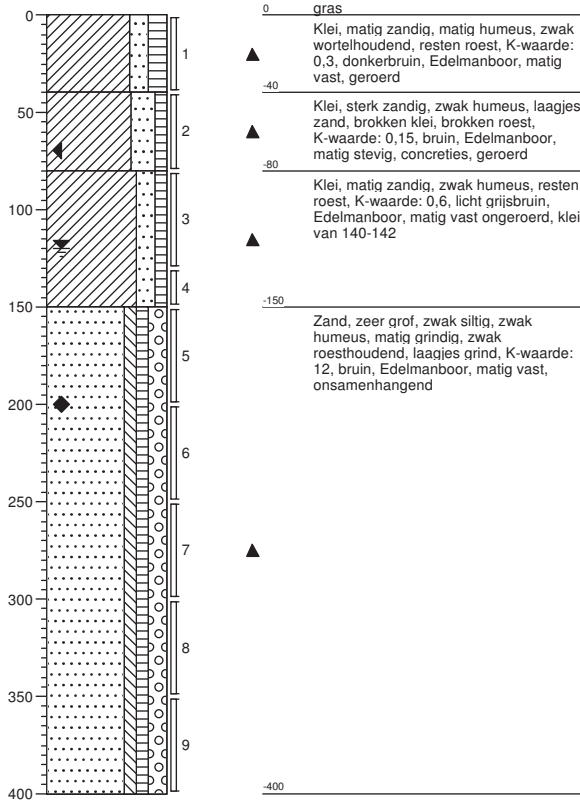 0
50
100
150
200
250
300
350
400
1
2
3
4
5
6
7
8
9
0
gras
Klei, matig zandig, matig humeus, zwak
wortelhoudend, resten roest, K-waarde:
0,3, donkerbruin, Edelmanboor, matig
vast, geroerd
-40
Klei, sterk zandig, zwak humeus, laagjes
zand, brokken klei, brokken roest,
K-waarde: 0,15, bruin, Edelmanboor,
matig stevig, concreties, geroerd
-80
Klei, matig zandig, zwak humeus, resten
roest, K-waarde: 0,6, licht grijsbruin,
Edelmanboor, matig vast ongeroerd, klei
van 140-142
-150
Zand, zeer grof, zwak siltig, zwak
humeus, matig grindig, zwak
roesthoudend, laagjes grind, K-waarde:
12, bruin, Edelmanboor, matig vast,
onsamenhangend
-400